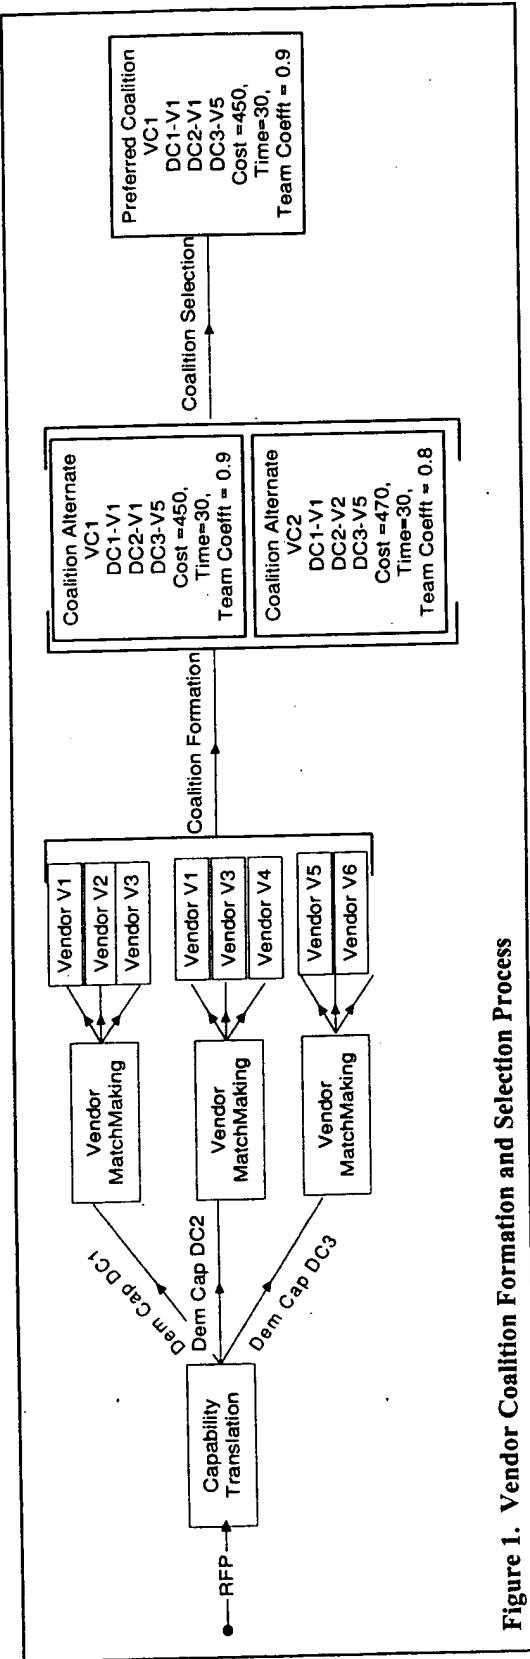 RFP
Capability
Translation
Dem Cap DC1
Dem Cap DC2
Dem Cap DC3
Vendor
MatchMaking
Vendor
MatchMaking
Vendor
MatchMaking
Vendor V1
Vendor V2
Vendor V3
Vendor V1
Vendor V3
Vendor V4
Vendor V5
Vendor V6
Coalition Formation
Coalition Alternate
VC1
DC1-V1
DC2-V1
DC3-V5
Cost =450,
Time=30,
Team Coefft = 0.9
Coalition Alternate
VC2
DC1-V1
DC2-V2
DC3-V5
Cost =470,
Time=30,
Team Coefft = 0.8
Coalition Selection
Preferred Coalition
VC1
DC1-V1
DC2-V1
DC3-V5
Cost =450,
Time=30,
Team Coefft = 0.9
Figure 1. Vendor Coalition Formation and Selection Process